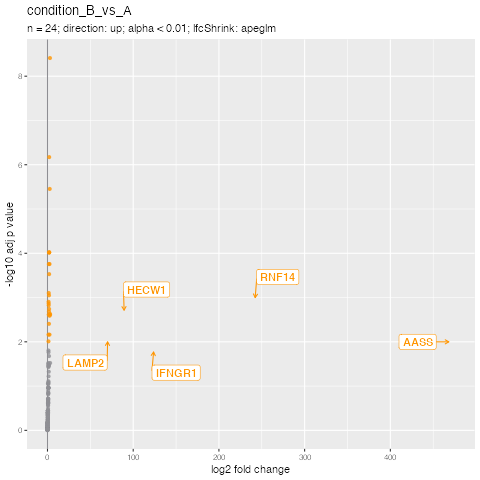 condition_B_vs_A
n = 24; direction: up; alpha < 0.01; lfcShrink: apeglm
8
6
4
2
0
-log10 adj p value
RNF14
HECW1
AASS
LAMP2
IFNGR1
0
100
200
300
400
log2 fold change